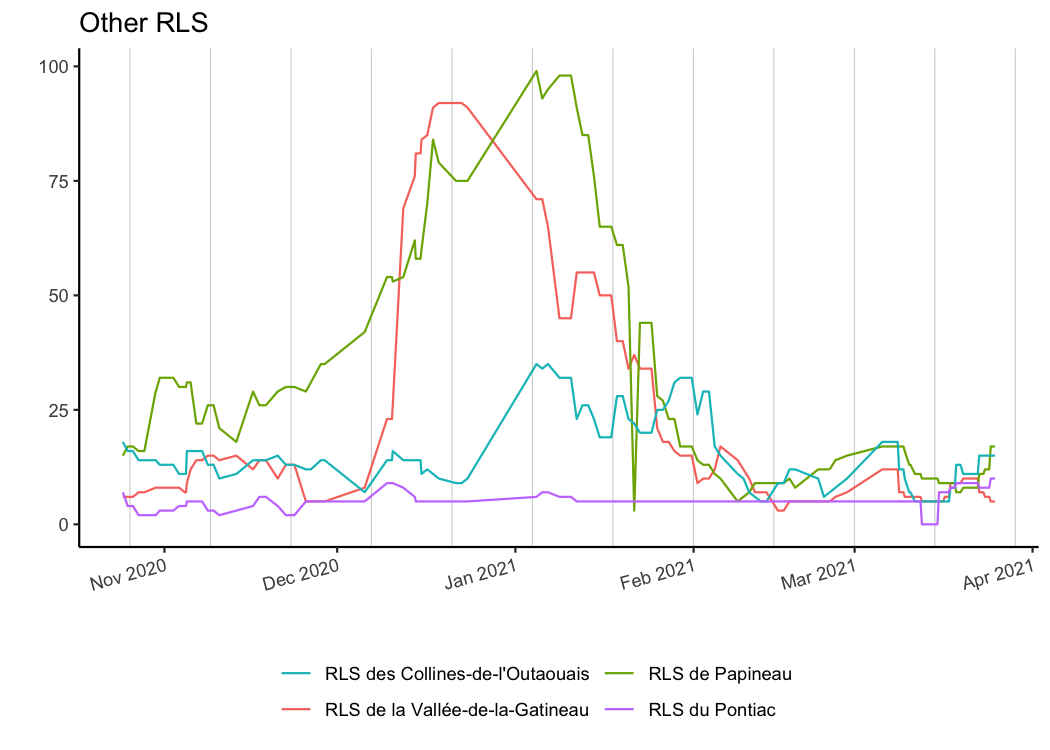 Other RLS
100
75
50
25
0
Nov 2020
Dec 2020
Jan 2021
Feb 2021
Mar 2021
Apr 2021
RLS des Collines-de-l'Outaouais
RLS de Papineau
RLS de la Vallée-de-la-Gatineau
RLS du Pontiac